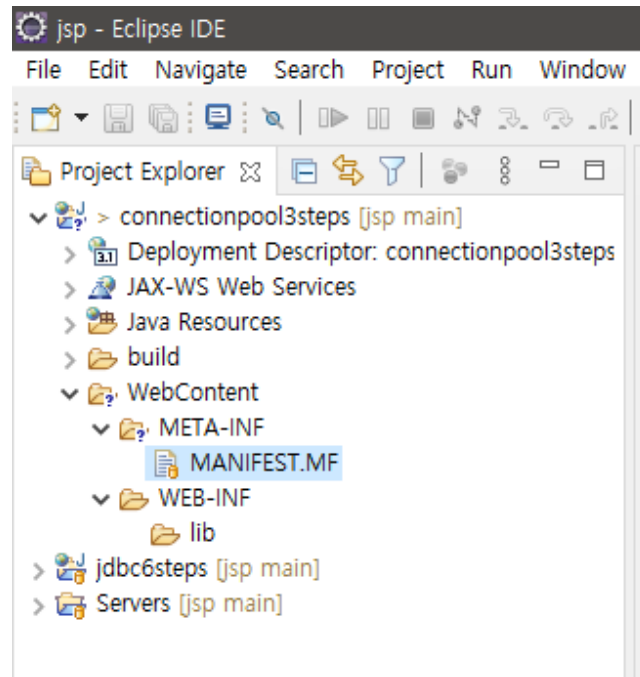 jsp - Eclipse IDE
File Edit Navigate Search Project Run Window
Project Explorer
> connectionpool3steps [jsp main]
3.1 Deployment Descriptor: connectionpool3steps
JAX-WS Web Services
Java Resources
build
WebContent
META-INF
MANIFEST.MF
WEB-INF
lib
jdbc6steps [jsp main]
Servers [jsp main]